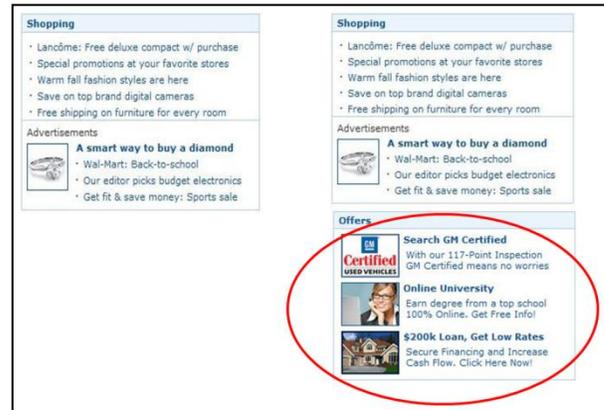 Shopping
· Lancôme: Free deluxe compact w/ purchase
· Special promotions at your favorite stores
· Warm fall fashion styles are here
· Save on top brand digital cameras
· Free shipping on furniture for every room
Advertisements
A smart way to buy a diamond
· Wal-Mart: Back-to-school
· Our editor picks budget electronics
· Get fit & save money: Sports sale
Shopping
· Lancôme: Free deluxe compact w/ purchase
· Special promotions at your favorite stores
· Warm fall fashion styles are here
· Save on top brand digital cameras
· Free shipping on furniture for every room
Advertisements
A smart way to buy a diamond
· Wal-Mart: Back-to-school
· Our editor picks budget electronics
· Get fit & save money: Sports sale
Offers
GM
Certified
USED VEHICLES
Search GM Certified
With our 117-Point Inspection
GM Certified means no worries
Online University
Earn degree from a top school
100% Online. Get Free Info!
$200k Loan, Get Low Rates
Secure Financing and Increase
Cash Flow. Click Here Now!